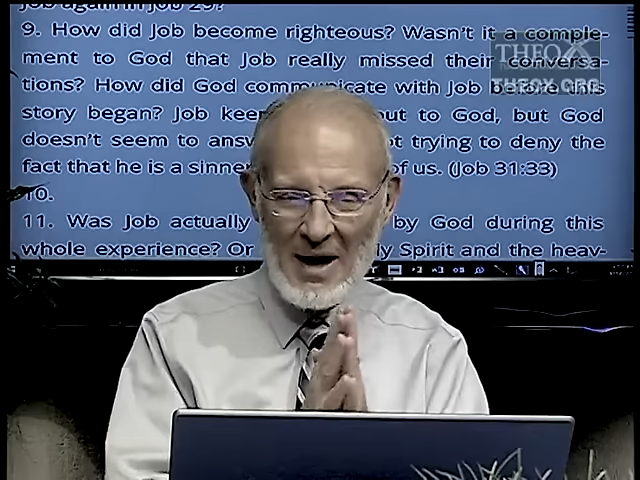 Job again in Job 29?
9. How did Job become righteous? Wasn't it a comple-
ment to God that Job really missed their conversa-
tions? How did God communicate with Job before this
story began? Job out to God, but God
doesn't seem to trying to deny the
fact that he is a of us. (Job 31:33)
10.
11. Was Job actually by God during this
whole experience? Or Spirit and the heav-
THEOX
THEOX.ORG